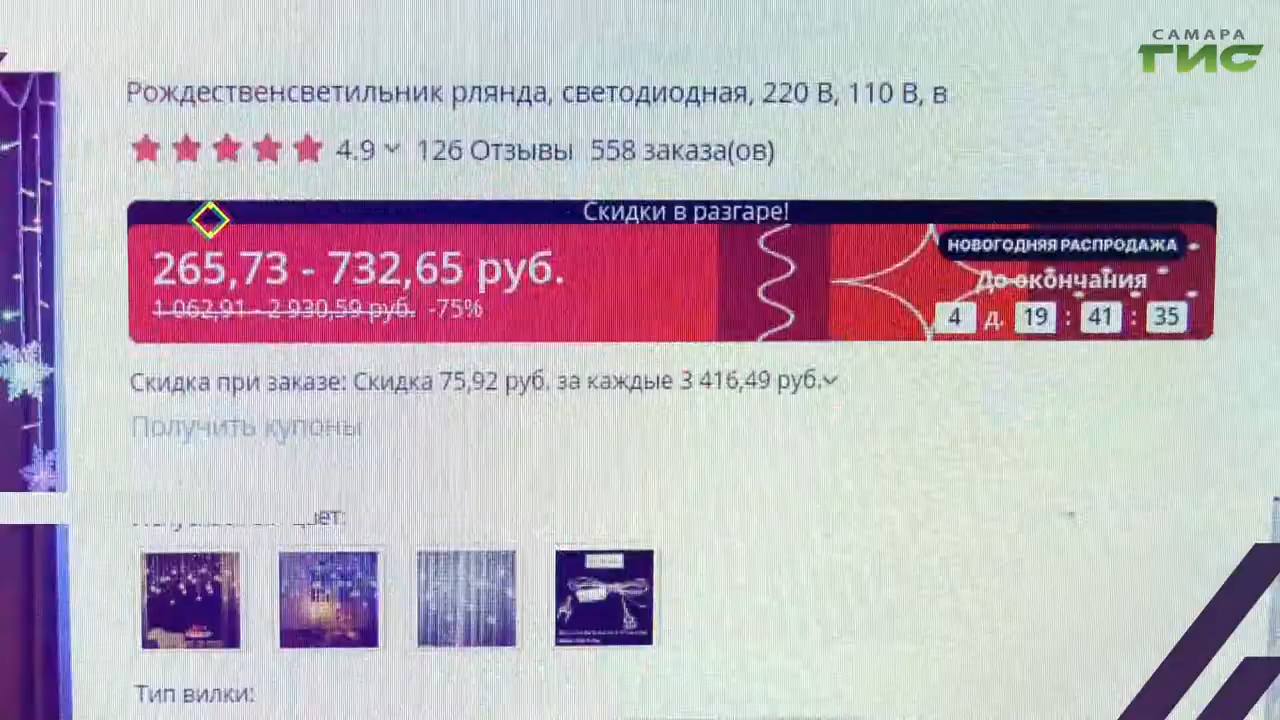 САМАРА
ГИС
Рождественсветильник рлянда, светодиодная, 220 В, 110 В, в
4.9 126 Отзывы 558 заказа(ов)
Скидки в разгаре!
265,73 - 732,65 руб.
1 062,91 - 2 930,59 руб. -75%
НОВОГОДНЯЯ РАСПРОДАЖА
До окончания
4 д. 19 : 41 : 35
Скидка при заказе: Скидка 75,92 руб. за каждые 3 416,49 руб.
Получить купоны
цвет:
Тип вилки: